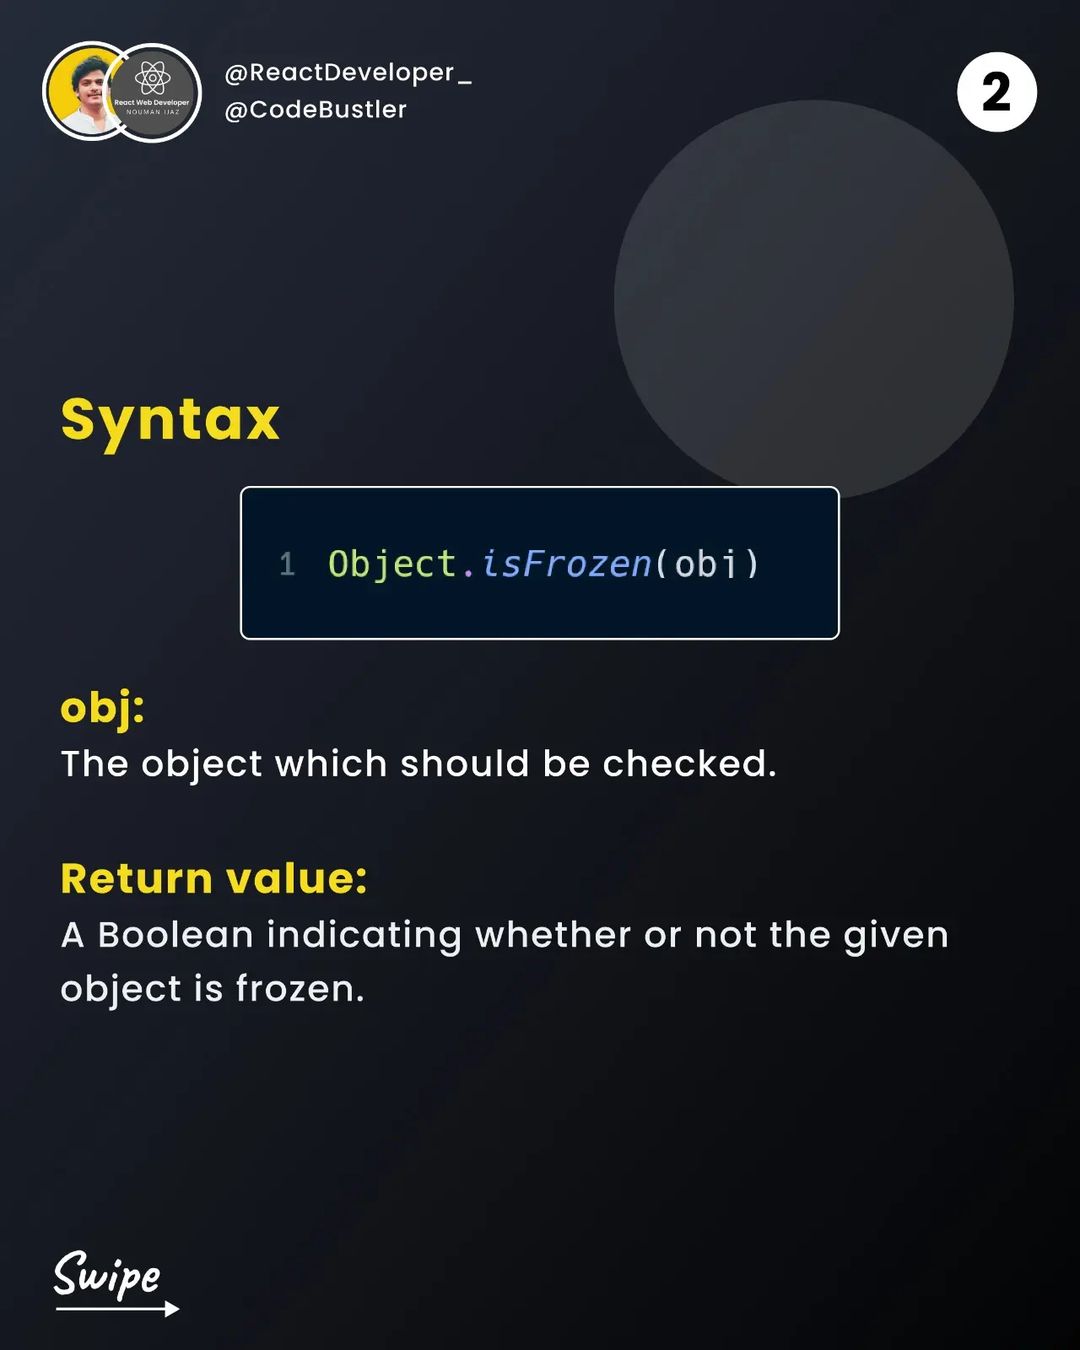 @ReactDeveloper_
@CodeBustler
React Web Developer
NOUMAN IJAZ
2
Syntax
1 Object.isFrozen(obj)
obj:
The object which should be checked.
Return value:
A Boolean indicating whether or not the given
object is frozen.
Swipe